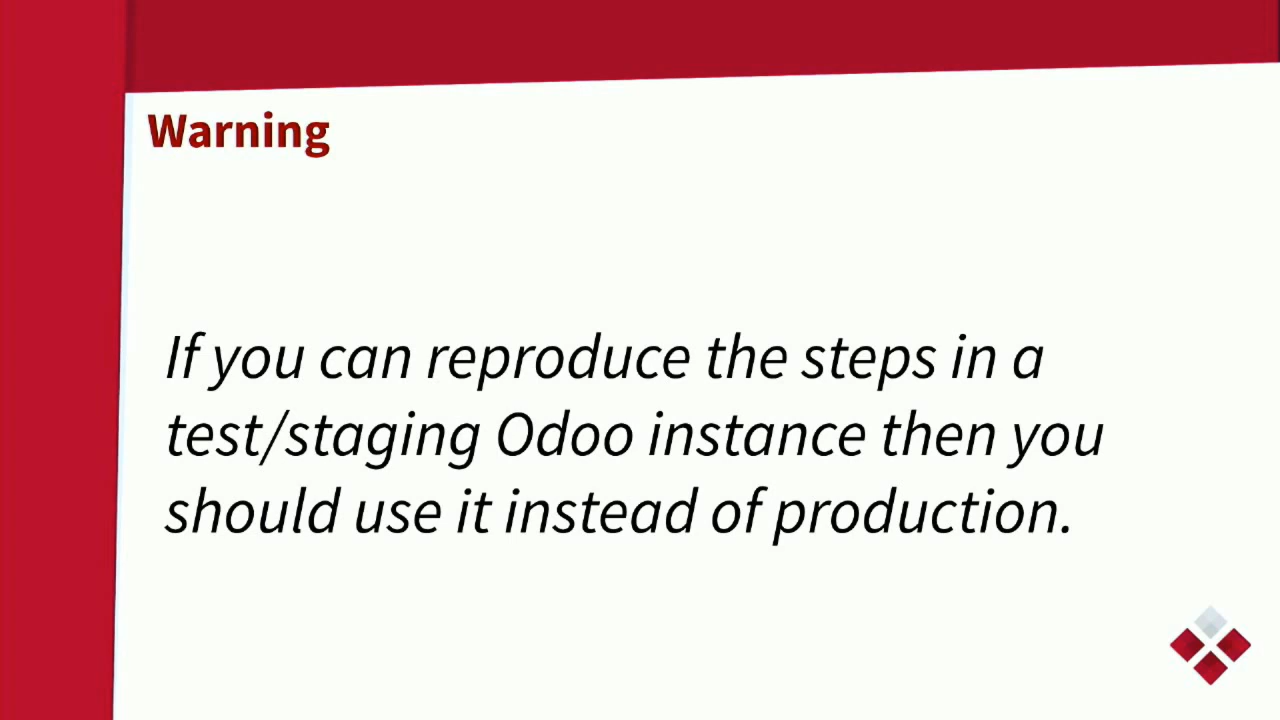 Warning
If you can reproduce the steps in a
test/staging Odoo instance then you
should use it instead of production.